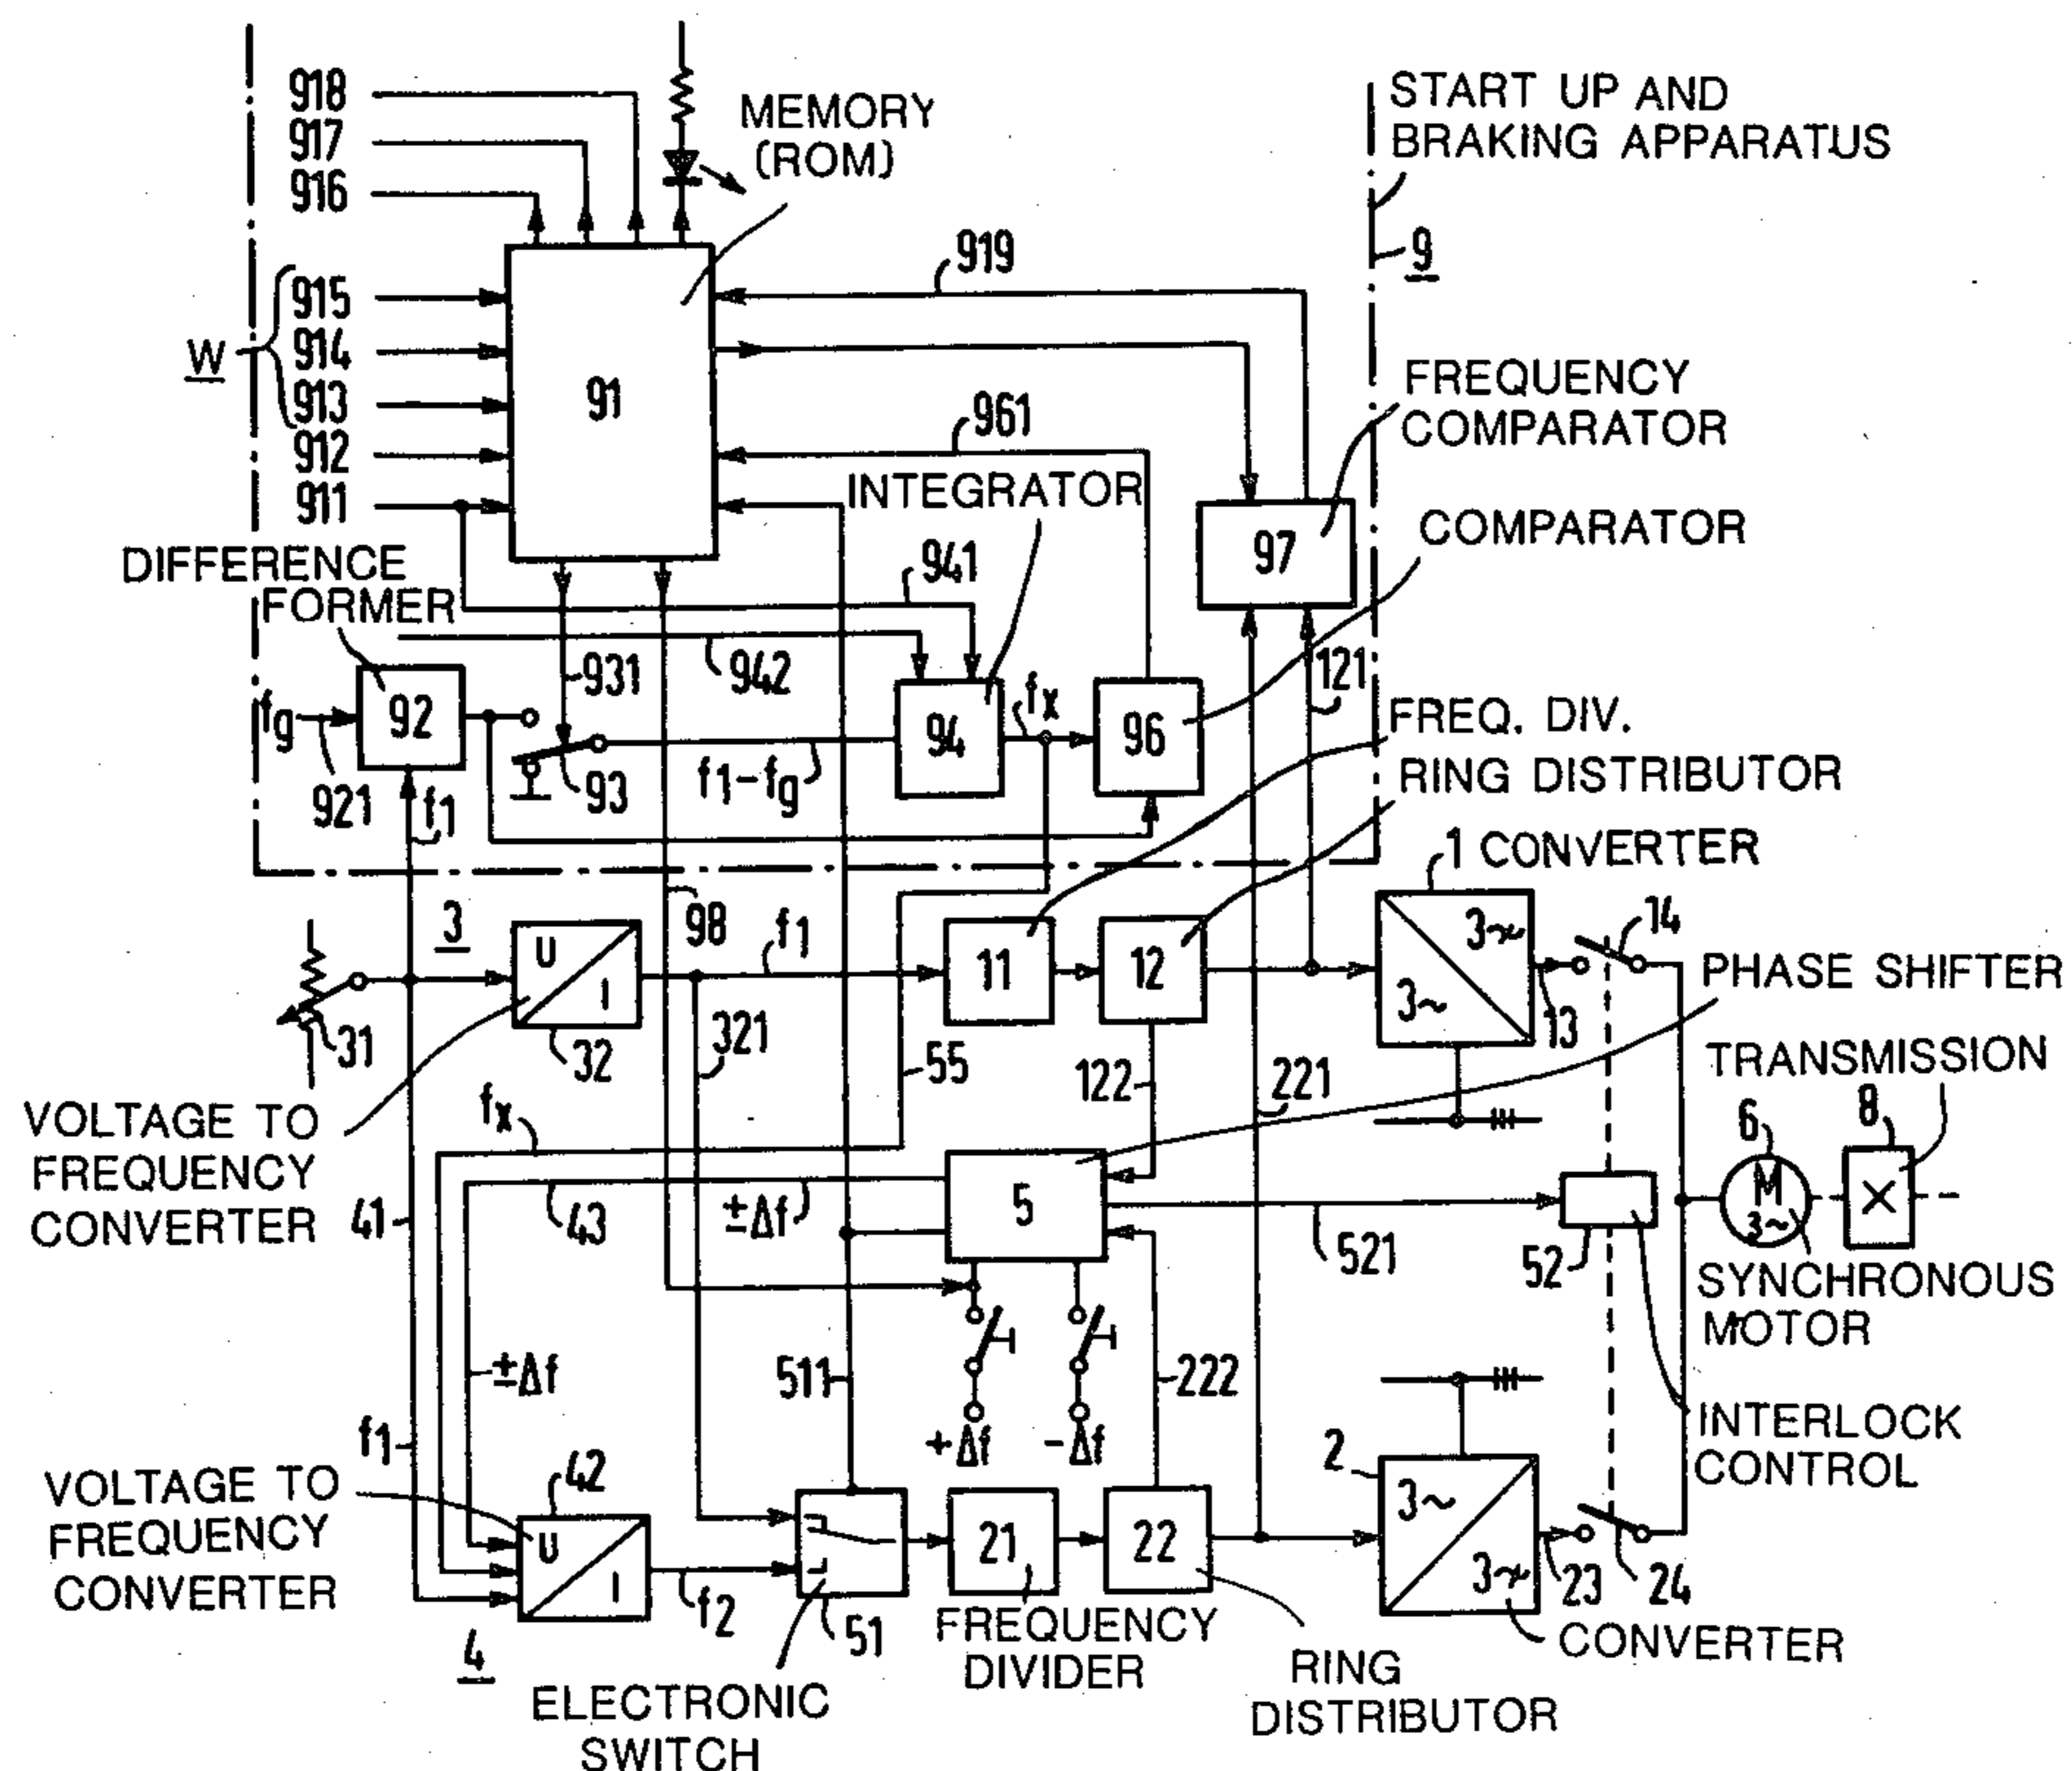 918
917
916
MEMORY
(ROM)
START UP AND
BRAKING APPARATUS
9
919
W
915
914
913
912
911
91
961
FREQUENCY
COMPARATOR
INTEGRATOR
COMPARATOR
97
DIFFERENCE
FORMER
941
931
942
121
fg
92
921
f1
93
f1-fg
94
fx
96
FREQ. DIV.
RING DISTRIBUTOR
1 CONVERTER
3
98
f1
U
I
31
32
321
11
12
55
122
221
3~
3~
13
14
PHASE SHIFTER
TRANSMISSION
VOLTAGE TO
FREQUENCY
CONVERTER
fx
41
43
±Δf
5
521
52
6
8
M
3~
X
SYNCHRONOUS
MOTOR
±Δf
511
+Δf
-Δf
222
INTERLOCK
CONTROL
f1
VOLTAGE TO
FREQUENCY
CONVERTER
42
U
I
f2
4
51
21
22
2
3~
3~
23
24
CONVERTER
FREQUENCY
DIVIDER
RING
DISTRIBUTOR
ELECTRONIC
SWITCH